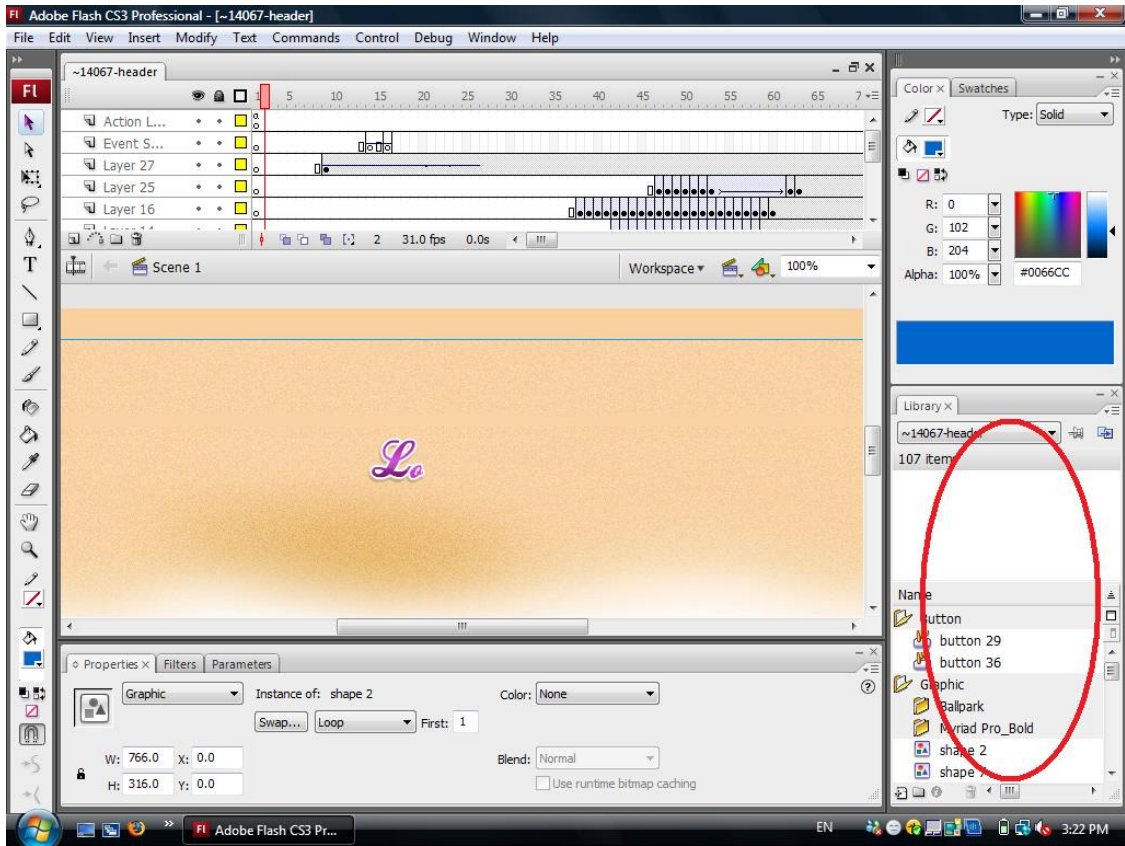 Fl Adobe Flash CS3 Professional - [~14067-header]
File Edit View Insert Modify Text Commands Control Debug Window Help
~14067-header
Fl
1 5 10 15 20 25 30 35 40 45 50 55 60 65 7
Action L...
Event S...
Layer 27
Layer 25
Layer 16
2 31.0 fps 0.0s
Scene 1
Workspace
100%
Lo
Properties × Filters Parameters
Graphic
Instance of: shape 2
Color: None
Swap... Loop First: 1
W: 766.0 X: 0.0
Blend: Normal
H: 316.0 Y: 0.0
Use runtime bitmap caching
Color × Swatches
Type: Solid
R: 0
G: 102
B: 204
Alpha: 100% #0066CC
Library ×
~14067-header
107 items
Name
Button
button 29
button 36
Graphic
Ballpark
Myriad Pro_Bold
shape 2
shape 7
Fl Adobe Flash CS3 Pr...
EN
3:22 PM